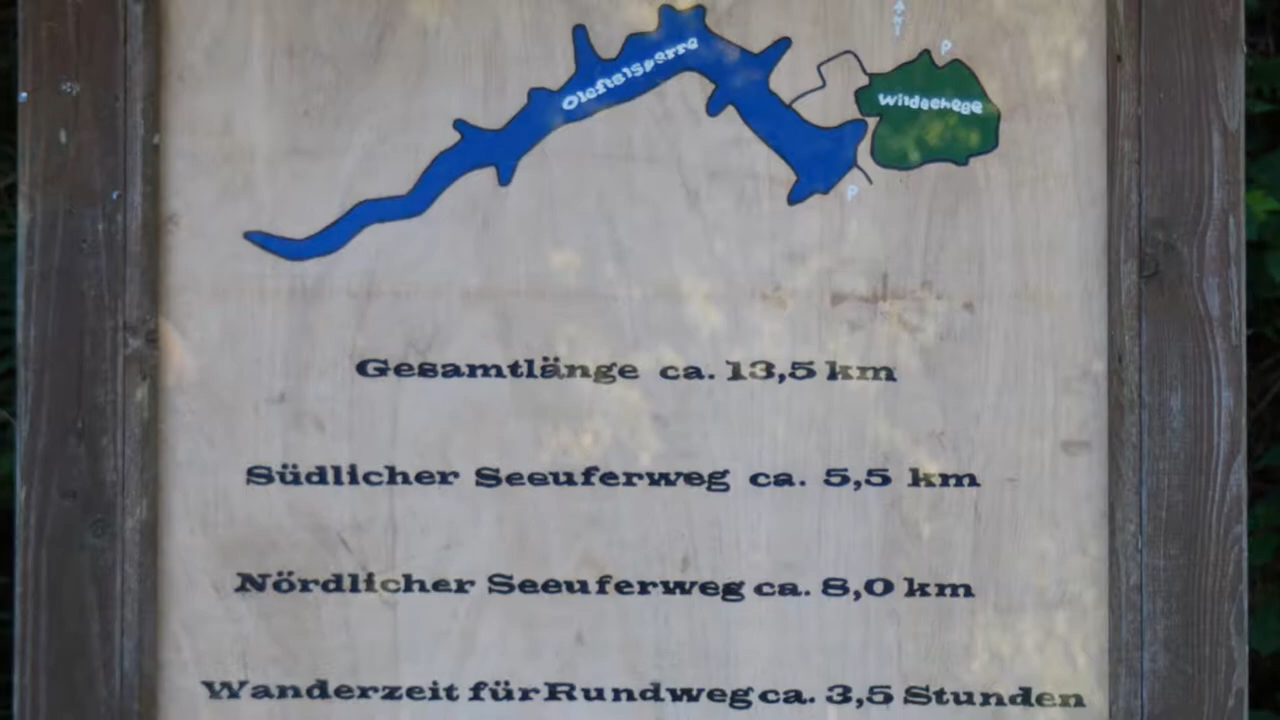 P
Oleftalsperre
Wildgehege
P
Gesamtlänge ca. 13,5 km
Südlicher Seeuferweg ca. 5,5 km
Nördlicher Seeuferweg ca. 8,0 km
Wanderzeit für Rundweg ca. 3,5 Stunden